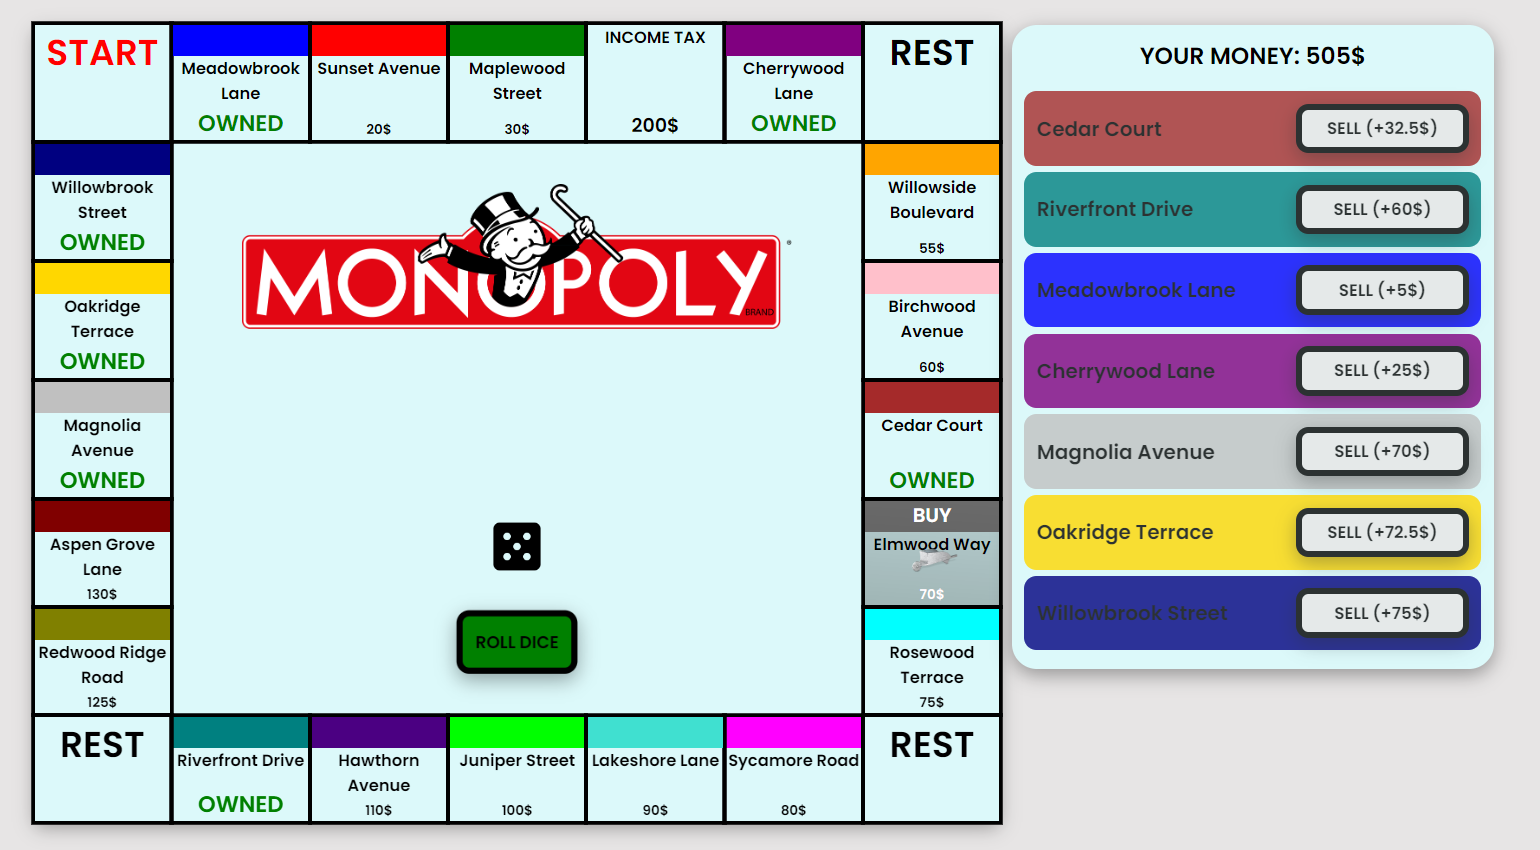 START
Meadowbrook
Lane
OWNED
Sunset Avenue
20$
Maplewood
Street
30$
INCOME TAX
200$
Cherrywood
Lane
OWNED
REST
Willowbrook
Street
OWNED
Oakridge
Terrace
OWNED
Magnolia
Avenue
OWNED
Aspen Grove
Lane
130$
Redwood Ridge
Road
125$
MONOPOLY
®
BRAND
ROLL DICE
Willowside
Boulevard
55$
Birchwood
Avenue
60$
Cedar Court
OWNED
BUY
Elmwood Way
70$
Rosewood
Terrace
75$
REST
Riverfront Drive
OWNED
Hawthorn
Avenue
110$
Juniper Street
100$
Lakeshore Lane
90$
Sycamore Road
80$
REST
YOUR MONEY: 505$
Cedar Court
SELL (+32.5$)
Riverfront Drive
SELL (+60$)
Meadowbrook Lane
SELL (+5$)
Cherrywood Lane
SELL (+25$)
Magnolia Avenue
SELL (+70$)
Oakridge Terrace
SELL (+72.5$)
Willowbrook Street
SELL (+75$)